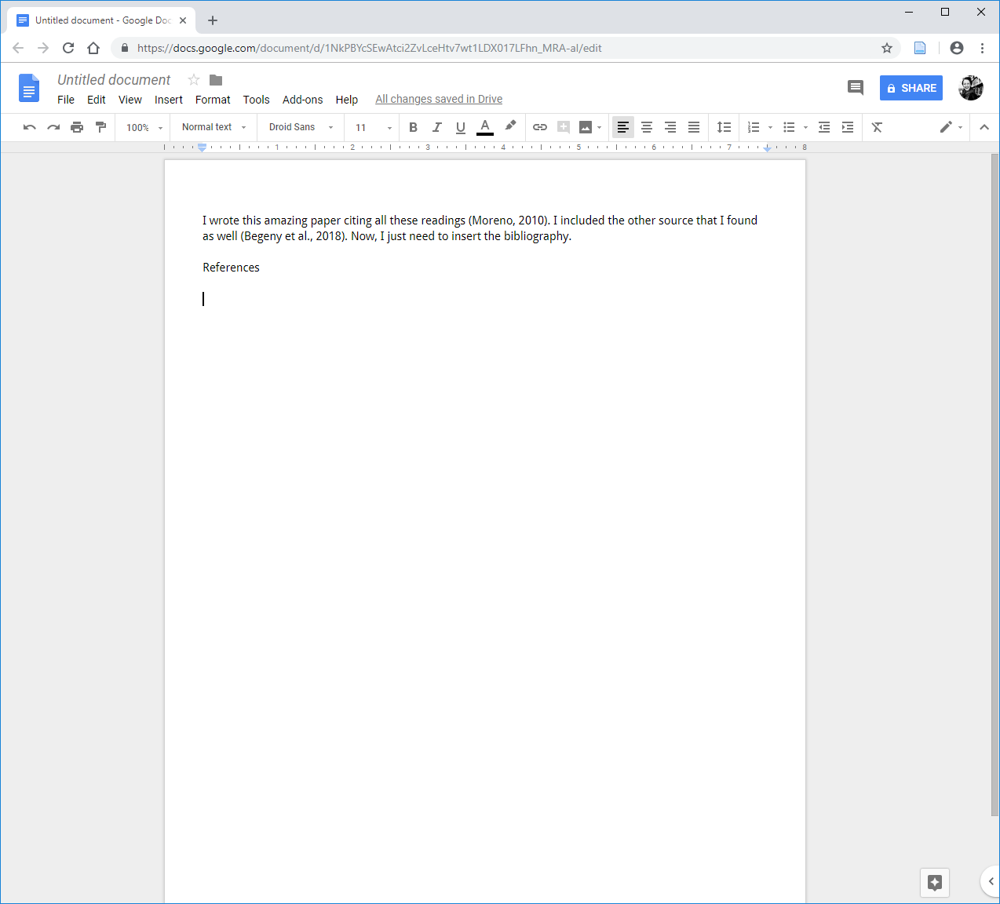 Untitled document - Google Doc
https://docs.google.com/document/d/1NkPBYcSEwAtci2ZvLceHtv7wt1LDX017LFhn_MRA-al/edit
Untitled document
File Edit View Insert Format Tools Add-ons Help All changes saved in Drive
SHARE
100% Normal text Droid Sans 11 B I U A
1 2 3 4 5 6 7 8
I wrote this amazing paper citing all these readings (Moreno, 2010). I included the other source that I found
as well (Begeny et al., 2018). Now, I just need to insert the bibliography.
References